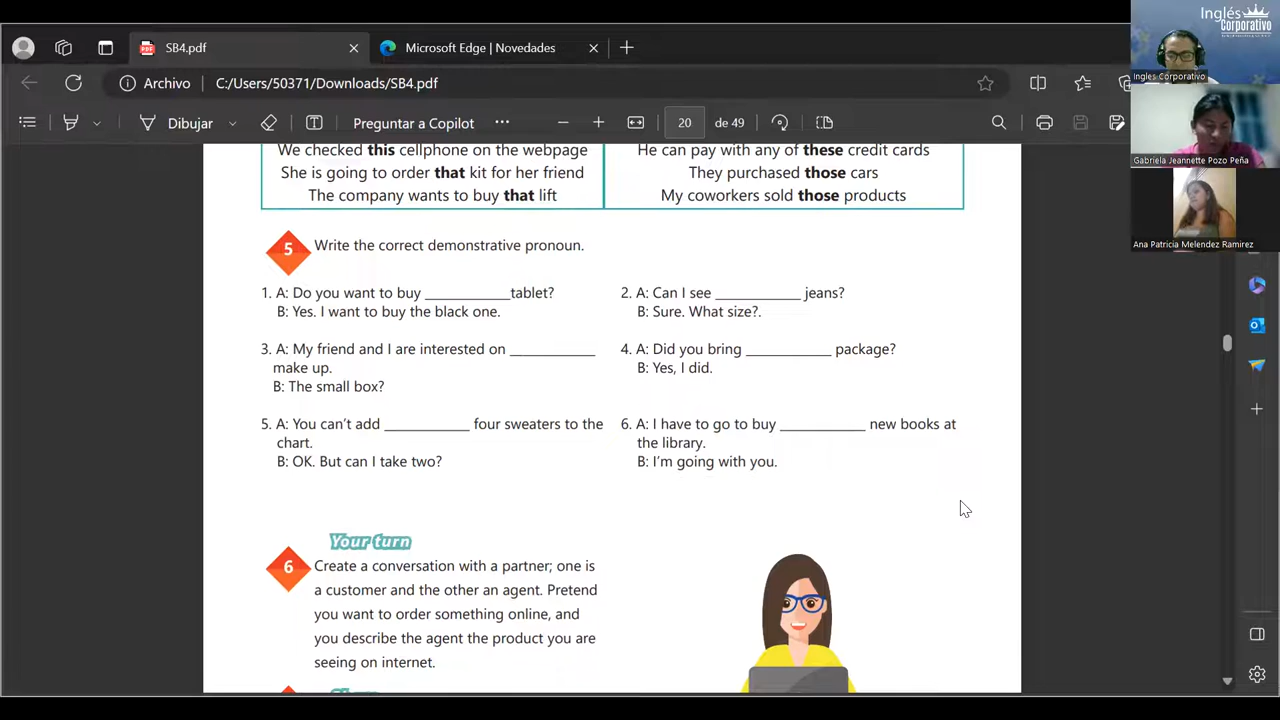 SB4.pdf
Microsoft Edge | Novedades
Archivo
C:/Users/50371/Downloads/SB4.pdf
Dibujar
Preguntar a Copilot
20
de 49
We checked this cellphone on the webpage
She is going to order that kit for her friend
The company wants to buy that lift
He can pay with any of these credit cards
They purchased those cars
My coworkers sold those products
5
Write the correct demonstrative pronoun.
1. A: Do you want to buy ___________tablet?
B: Yes. I want to buy the black one.
2. A: Can I see ___________ jeans?
B: Sure. What size?.
3. A: My friend and I are interested on ___________
make up.
B: The small box?
4. A: Did you bring ___________ package?
B: Yes, I did.
5. A: You can't add ___________ four sweaters to the
chart.
B: OK. But can I take two?
6. A: I have to go to buy ___________ new books at
the library.
B: I'm going with you.
Your turn
6
Create a conversation with a partner; one is
a customer and the other an agent. Pretend
you want to order something online, and
you describe the agent the product you are
seeing on internet.
Inglés
Corporativo
Ingles Corporativo
Gabriela Jeannette Pozo Peña
Ana Patricia Melendez Ramirez